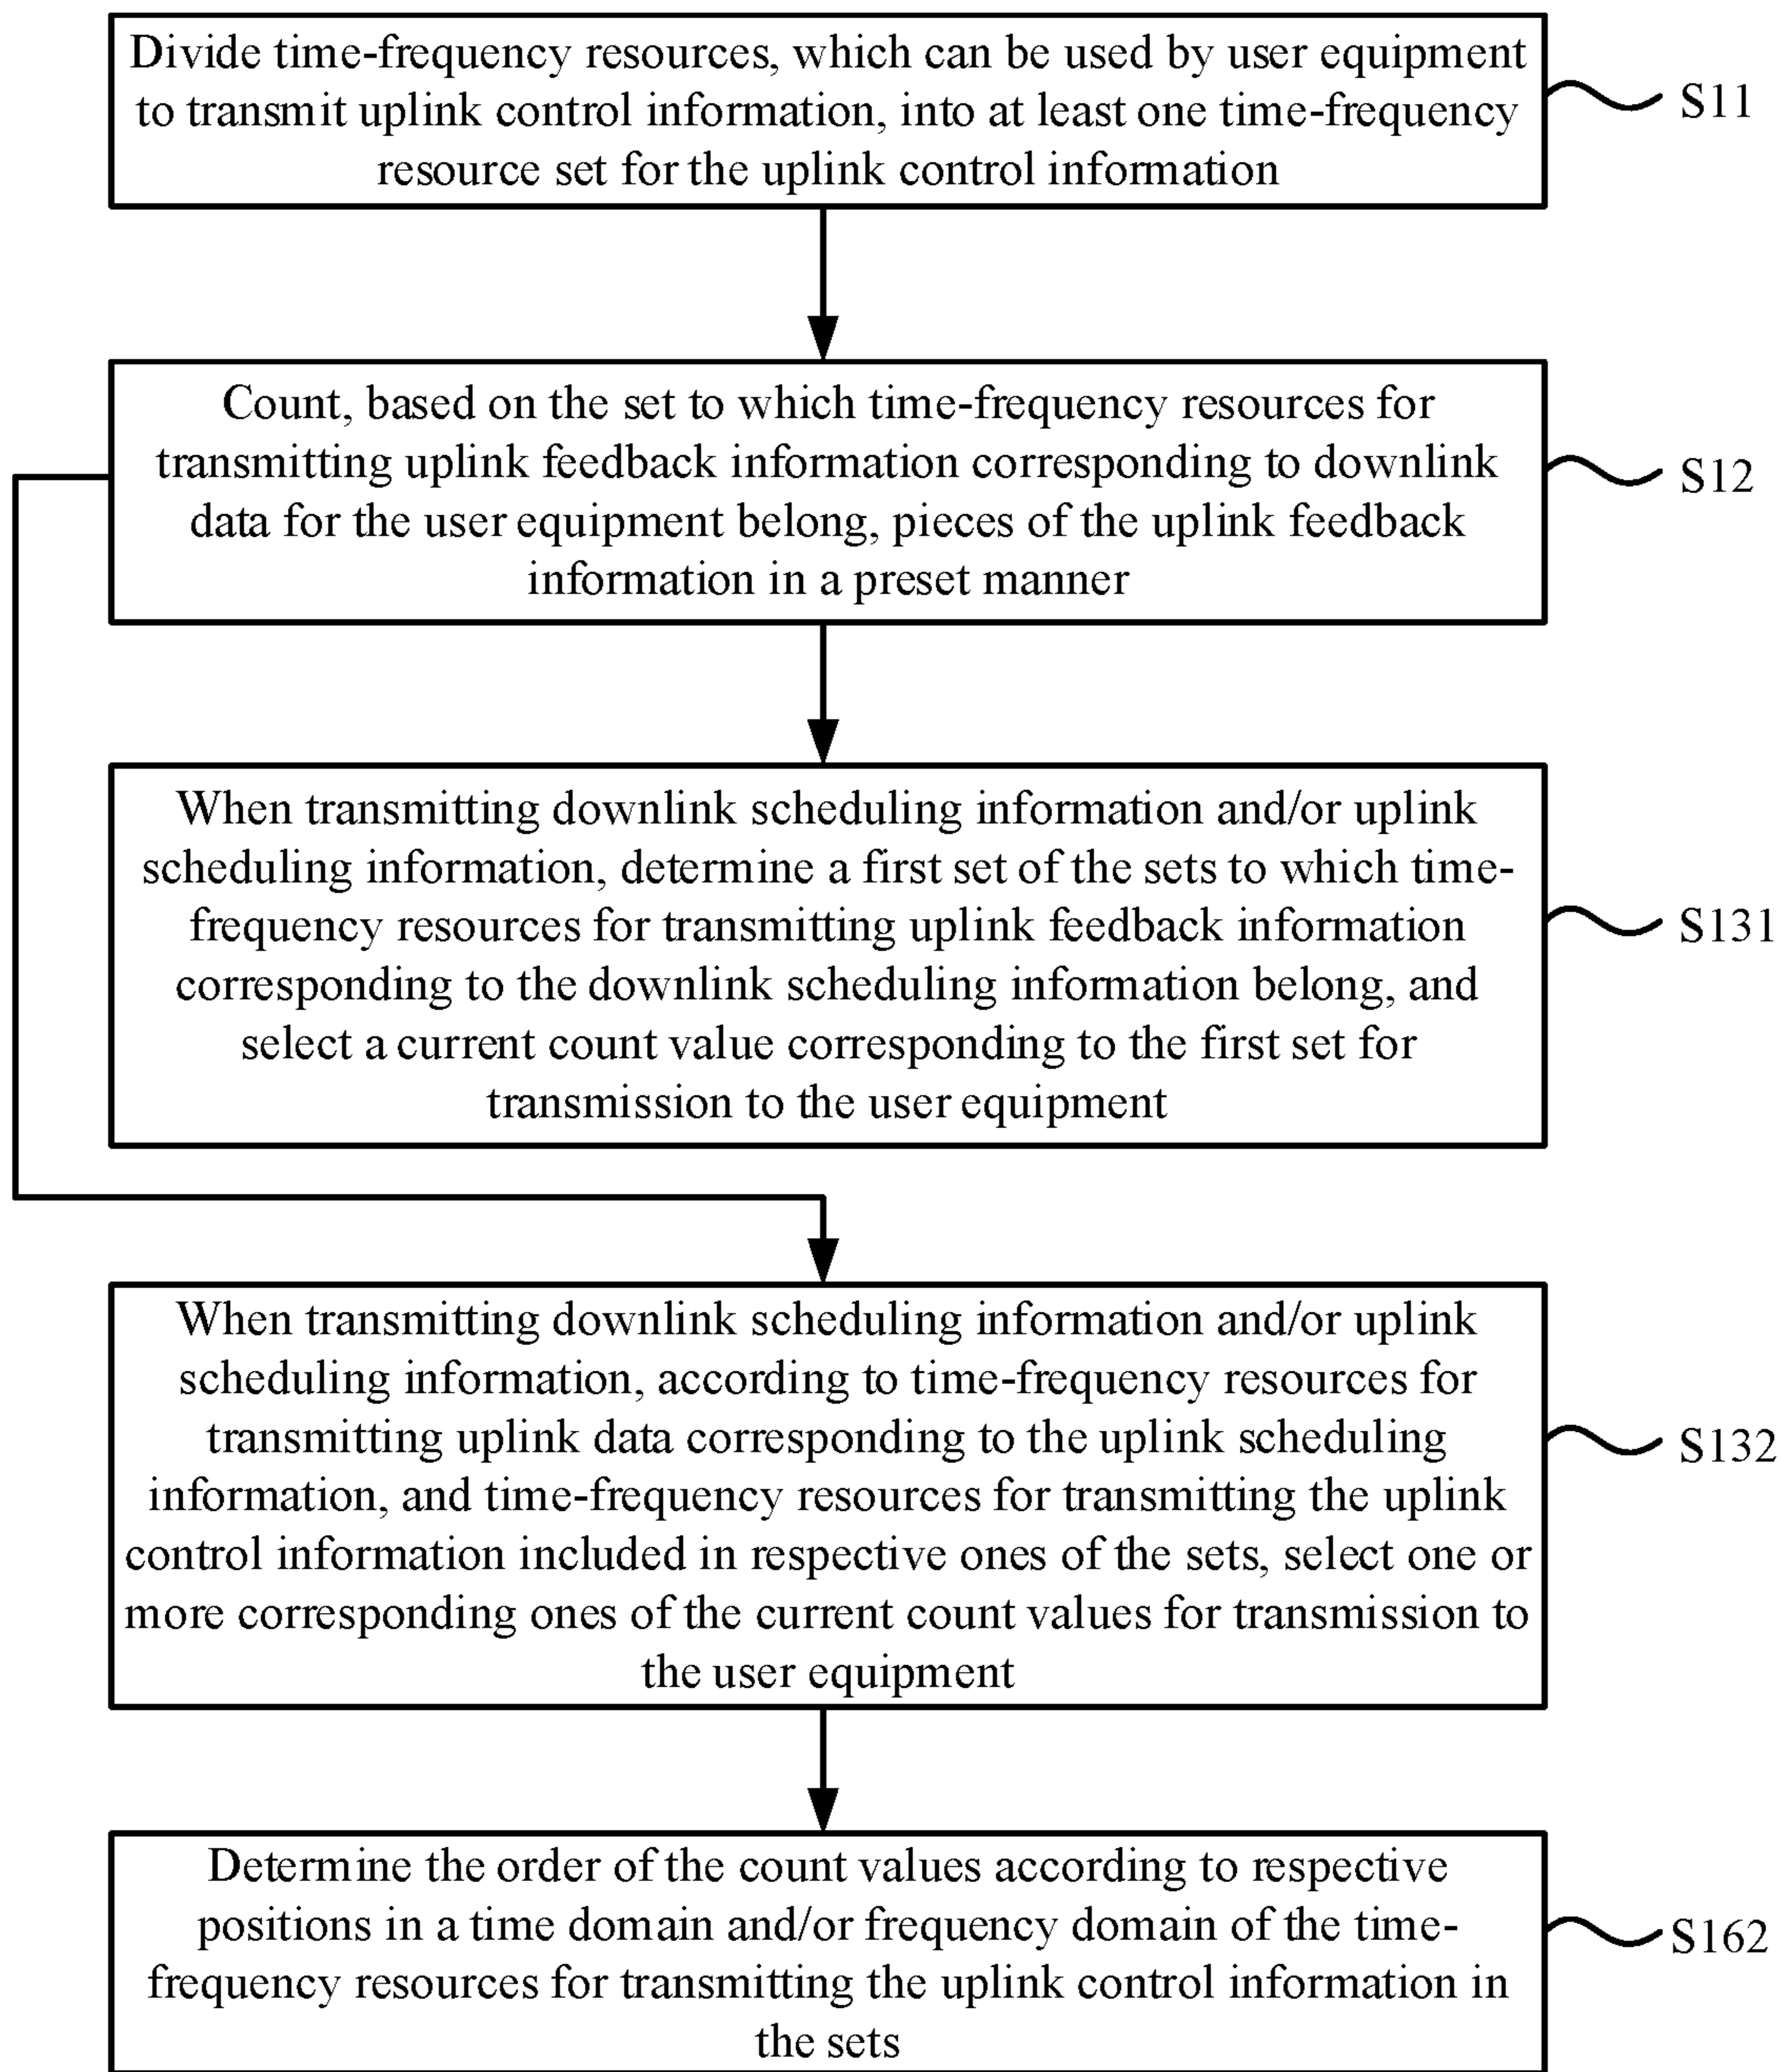 Divide time-frequency resources, which can be used by user equipment
to transmit uplink control information, into at least one time-frequency
resource set for the uplink control information
S11
Count, based on the set to which time-frequency resources for
transmitting uplink feedback information corresponding to downlink
data for the user equipment belong, pieces of the uplink feedback
information in a preset manner
S12
When transmitting downlink scheduling information and/or uplink
scheduling information, determine a first set of the sets to which time-
frequency resources for transmitting uplink feedback information
corresponding to the downlink scheduling information belong, and
select a current count value corresponding to the first set for
transmission to the user equipment
S131
When transmitting downlink scheduling information and/or uplink
scheduling information, according to time-frequency resources for
transmitting uplink data corresponding to the uplink scheduling
information, and time-frequency resources for transmitting the uplink
control information included in respective ones of the sets, select one or
more corresponding ones of the current count values for transmission to
the user equipment
S132
Determine the order of the count values according to respective
positions in a time domain and/or frequency domain of the time-
frequency resources for transmitting the uplink control information in
the sets
S162